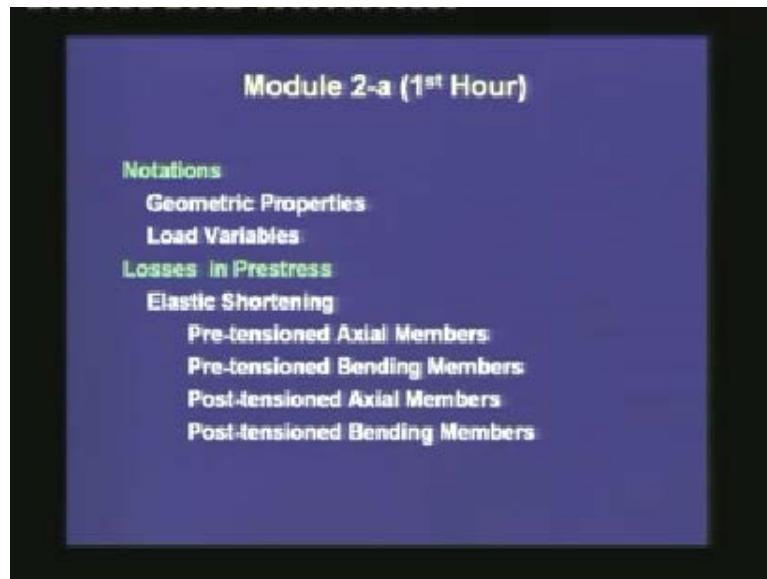 Module 2-a (1st Hour)
Notations
Geometric Properties
Load Variables
Losses in Prestress
Elastic Shortening
Pre-tensioned Axial Members
Pre-tensioned Bending Members
Post-tensioned Axial Members
Post-tensioned Bending Members